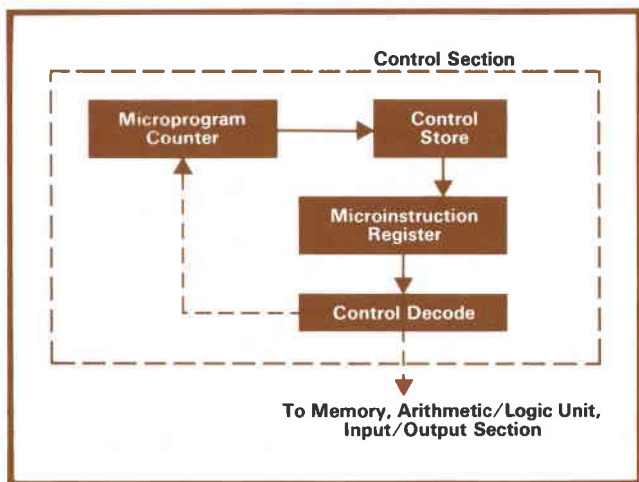 Control Section
Microprogram
Counter
Control
Store
Microinstruction
Register
Control Decode
To Memory, Arithmetic/Logic Unit,
Input/Output Section